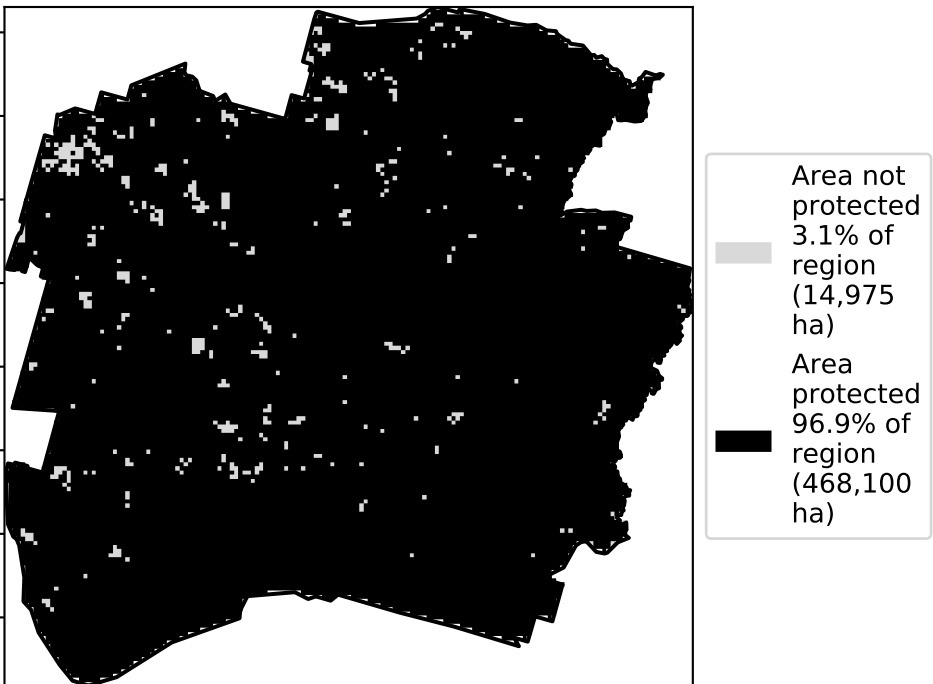 Area not
protected
3.1% of
region
(14,975
ha)
Area
protected
96.9% of
region
(468,100
ha)